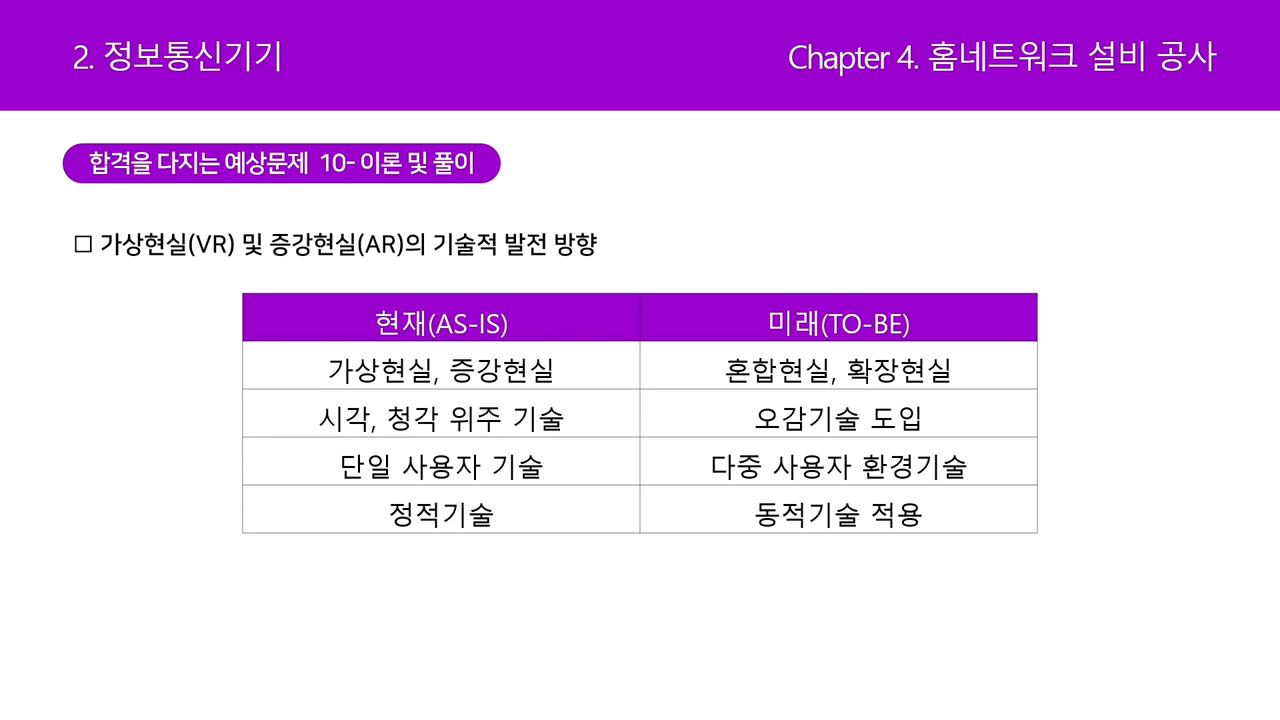 2. 정보통신기기
Chapter 4. 홈네트워크 설비 공사
합격을 다지는 예상문제 10- 이론 및 풀이
□ 가상현실(VR) 및 증강현실(AR)의 기술적 발전 방향
현재(AS-IS) 미래(TO-BE)
가상현실, 증강현실 혼합현실, 확장현실
시각, 청각 위주 기술 오감기술 도입
단일 사용자 기술 다중 사용자 환경기술
정적기술 동적기술 적용